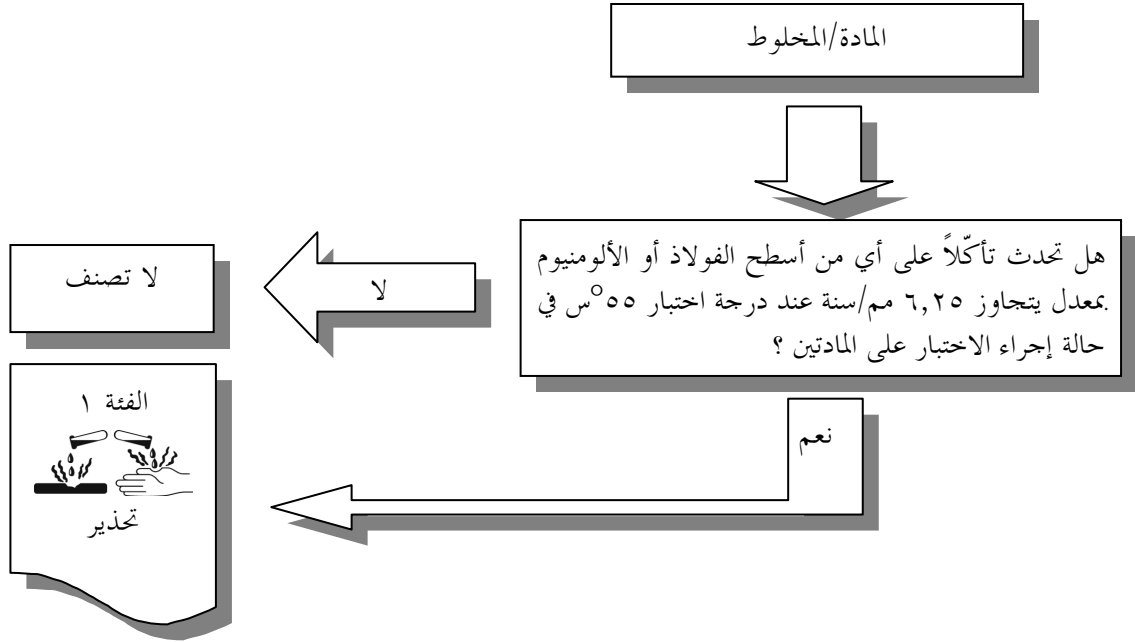 المادة/المخلوط
هل تحدث تأكّلاً على أي من أسطح الفولاذ أو الألومنيوم
بمعدل يتجاوز ٦,٢٥ مم/سنة عند درجة اختبار ٥٥°س في
حالة إجراء الاختبار على المادتين ؟
لا
لا تصنف
نعم
الفئة ١
تحذير